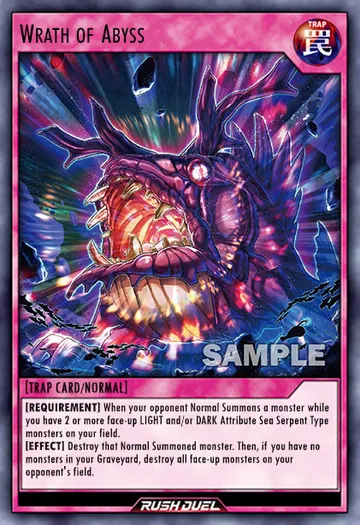 Wrath of Abyss
TRAP
罠
SAMPLE
[TRAP CARD/NORMAL]
[REQUIREMENT] When your opponent Normal Summons a monster while
you have 2 or more face-up LIGHT and/or DARK Attribute Sea Serpent Type
monsters on your field.
[EFFECT] Destroy that Normal Summoned monster. Then, if you have no
monsters in your Graveyard, destroy all face-up monsters on your
opponent's field.
RUSH DUEL